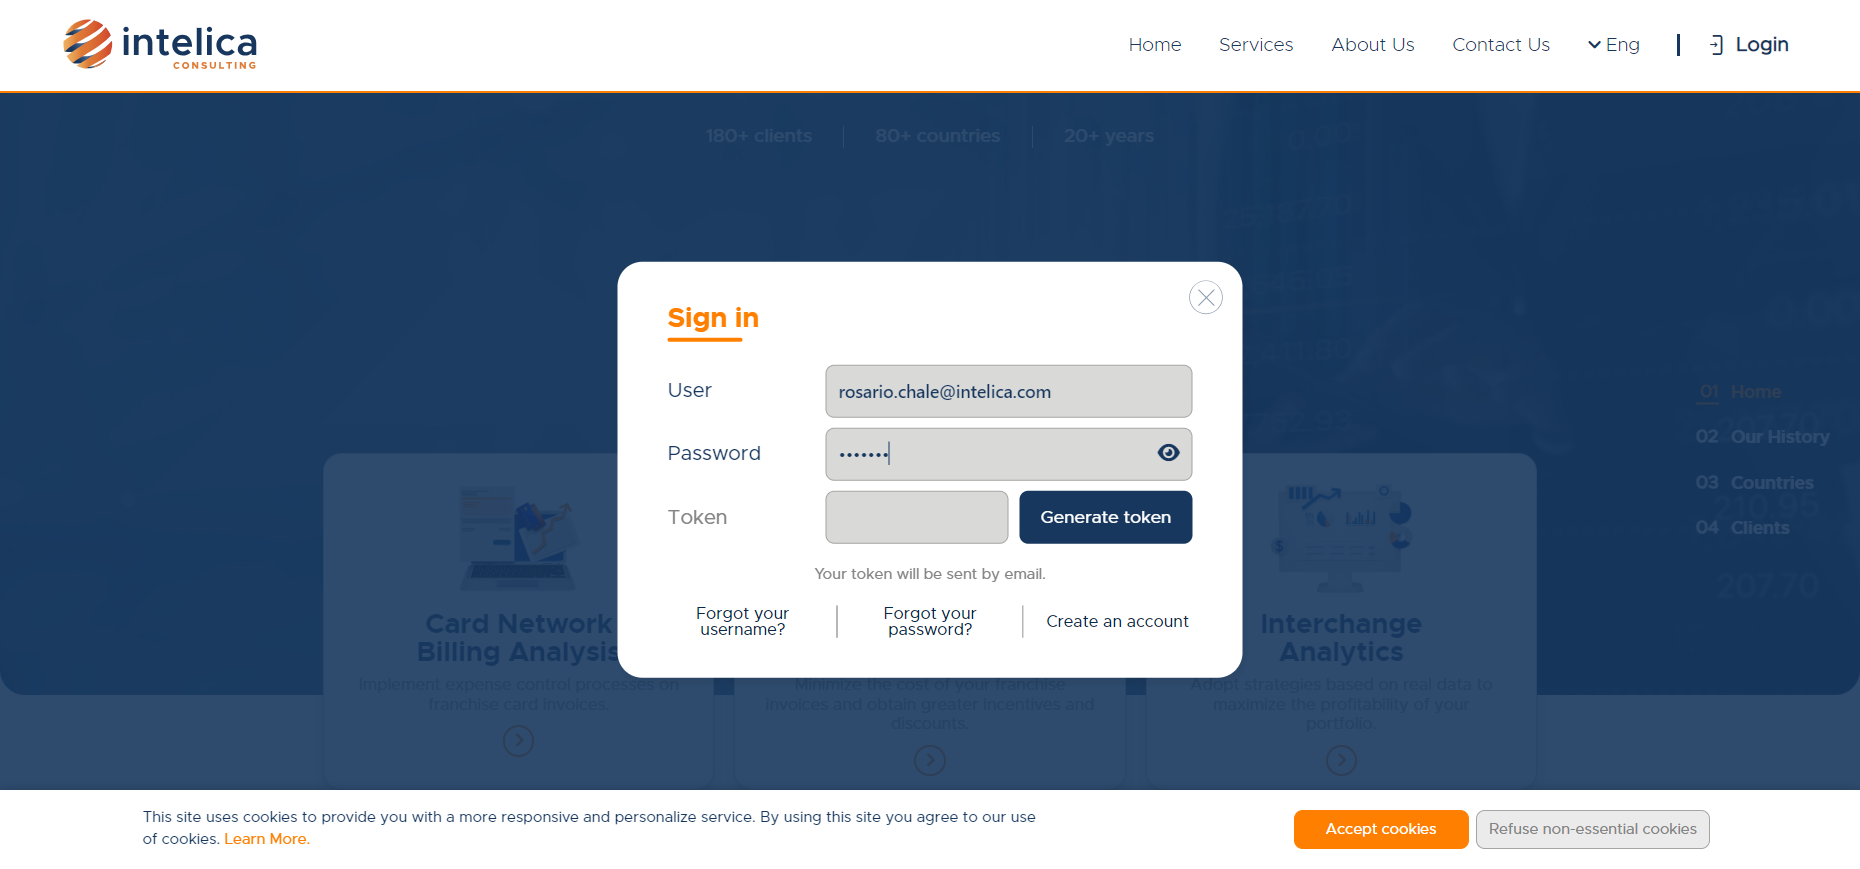 intelica
CONSULTING
Home
Services
About Us
Contact Us
Eng
Login
180+ clients
80+ countries
20+ years
Sign in
User
rosario.chale@intelica.com
Password
•••••••
Token
Generate token
Your token will be sent by email.
Forgot your
username?
Forgot your
password?
Create an account
01 Home
02 Our History
03 Countries
210.95
04 Clients
207.70
Card Network
Billing Analysis
Implement expense control processes on
franchise card invoices.
Minimize the cost of your franchise
invoices and obtain greater incentives and
discounts.
Interchange
Analytics
Adopt strategies based on real data to
maximize the profitability of your
portfolio.
This site uses cookies to provide you with a more responsive and personalize service. By using this site you agree to our use
of cookies. Learn More.
Accept cookies
Refuse non-essential cookies